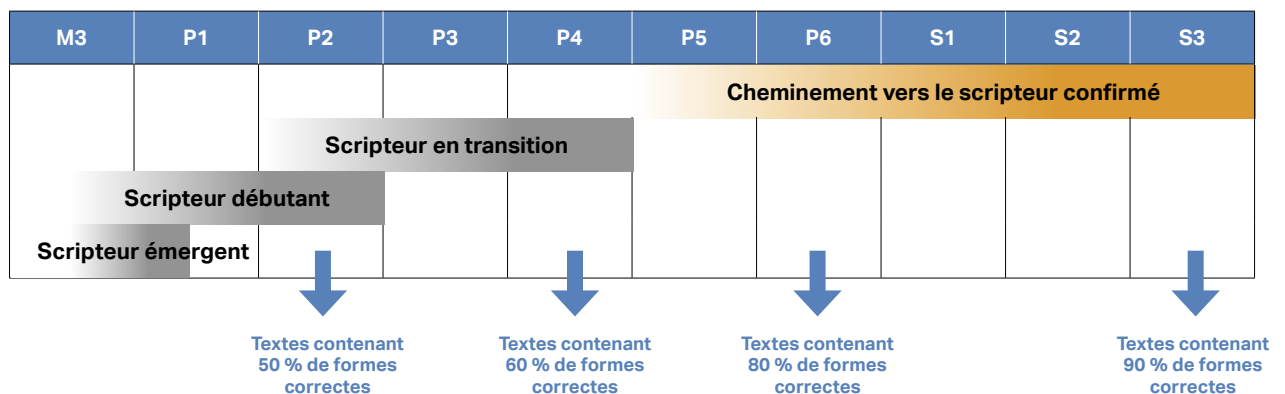 M3 P1 P2 P3 P4 P5 P6 S1 S2 S3
Cheminement vers le scripteur confirmé
Scripteur en transition
Scripteur débutant
Scripteur émergent
Textes contenant
50 % de formes
correctes
Textes contenant
60 % de formes
correctes
Textes contenant
80 % de formes
correctes
Textes contenant
90 % de formes
correctes